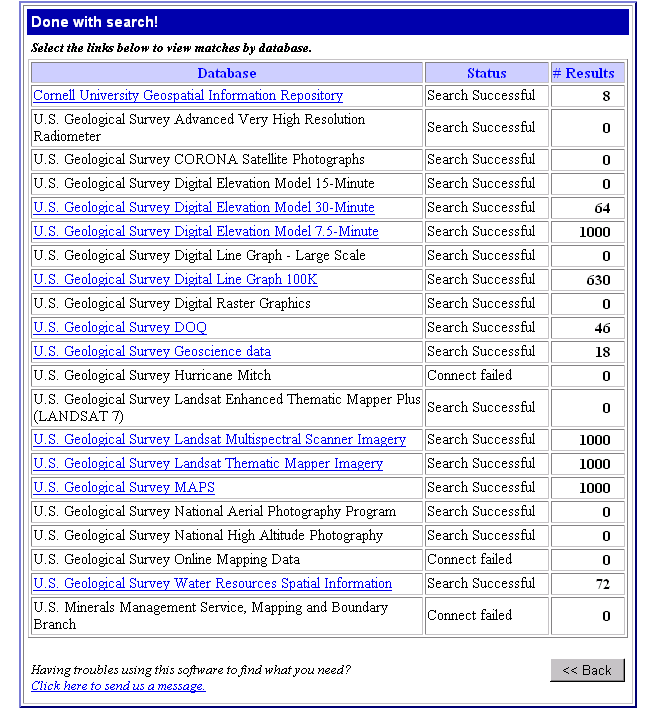 Done with search!
Select the links below to view matches by database.
Database Status # Results
Cornell University Geospatial Information Repository Search Successful 8
U.S. Geological Survey Advanced Very High Resolution
Radiometer Search Successful 0
U.S. Geological Survey CORONA Satellite Photographs Search Successful 0
U.S. Geological Survey Digital Elevation Model 15-Minute Search Successful 0
U.S. Geological Survey Digital Elevation Model 30-Minute Search Successful 64
U.S. Geological Survey Digital Elevation Model 7.5-Minute Search Successful 1000
U.S. Geological Survey Digital Line Graph - Large Scale Search Successful 0
U.S. Geological Survey Digital Line Graph 100K Search Successful 630
U.S. Geological Survey Digital Raster Graphics Search Successful 0
U.S. Geological Survey DOQ Search Successful 46
U.S. Geological Survey Geoscience data Search Successful 18
U.S. Geological Survey Hurricane Mitch Connect failed 0
U.S. Geological Survey Landsat Enhanced Thematic Mapper Plus
(LANDSAT 7) Search Successful 0
U.S. Geological Survey Landsat Multispectral Scanner Imagery Search Successful 1000
U.S. Geological Survey Landsat Thematic Mapper Imagery Search Successful 1000
U.S. Geological Survey MAPS Search Successful 1000
U.S. Geological Survey National Aerial Photography Program Search Successful 0
U.S. Geological Survey National High Altitude Photography Search Successful 0
U.S. Geological Survey Online Mapping Data Connect failed 0
U.S. Geological Survey Water Resources Spatial Information Search Successful 72
U.S. Minerals Management Service, Mapping and Boundary
Branch Connect failed 0
Having troubles using this software to find what you need?
Click here to send us a message.
<< Back